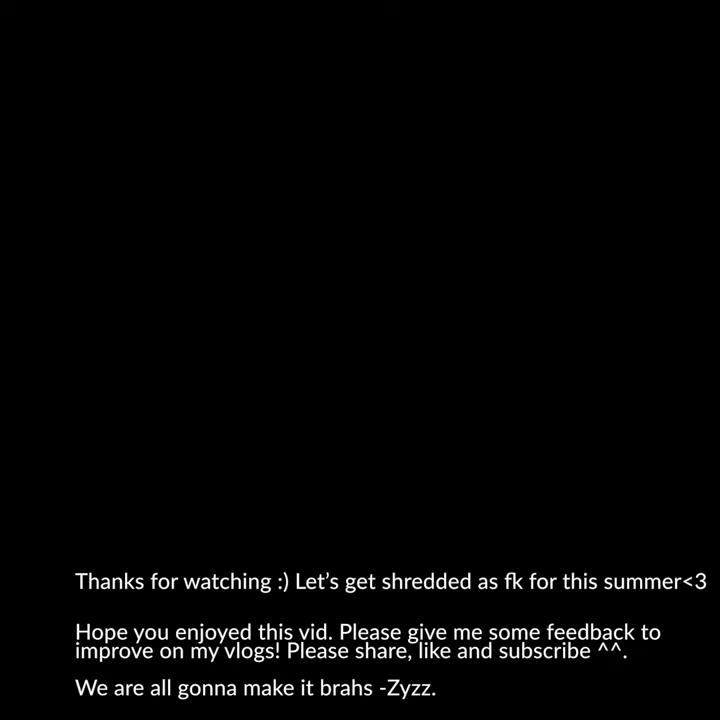 Thanks for watching :) Let’s get shredded as fk for this summer<3
Hope you enjoyed this vid. Please give me some feedback to
improve on my vlogs! Please share, like and subscribe ^^.
We are all gonna make it brahs -Zyzz.